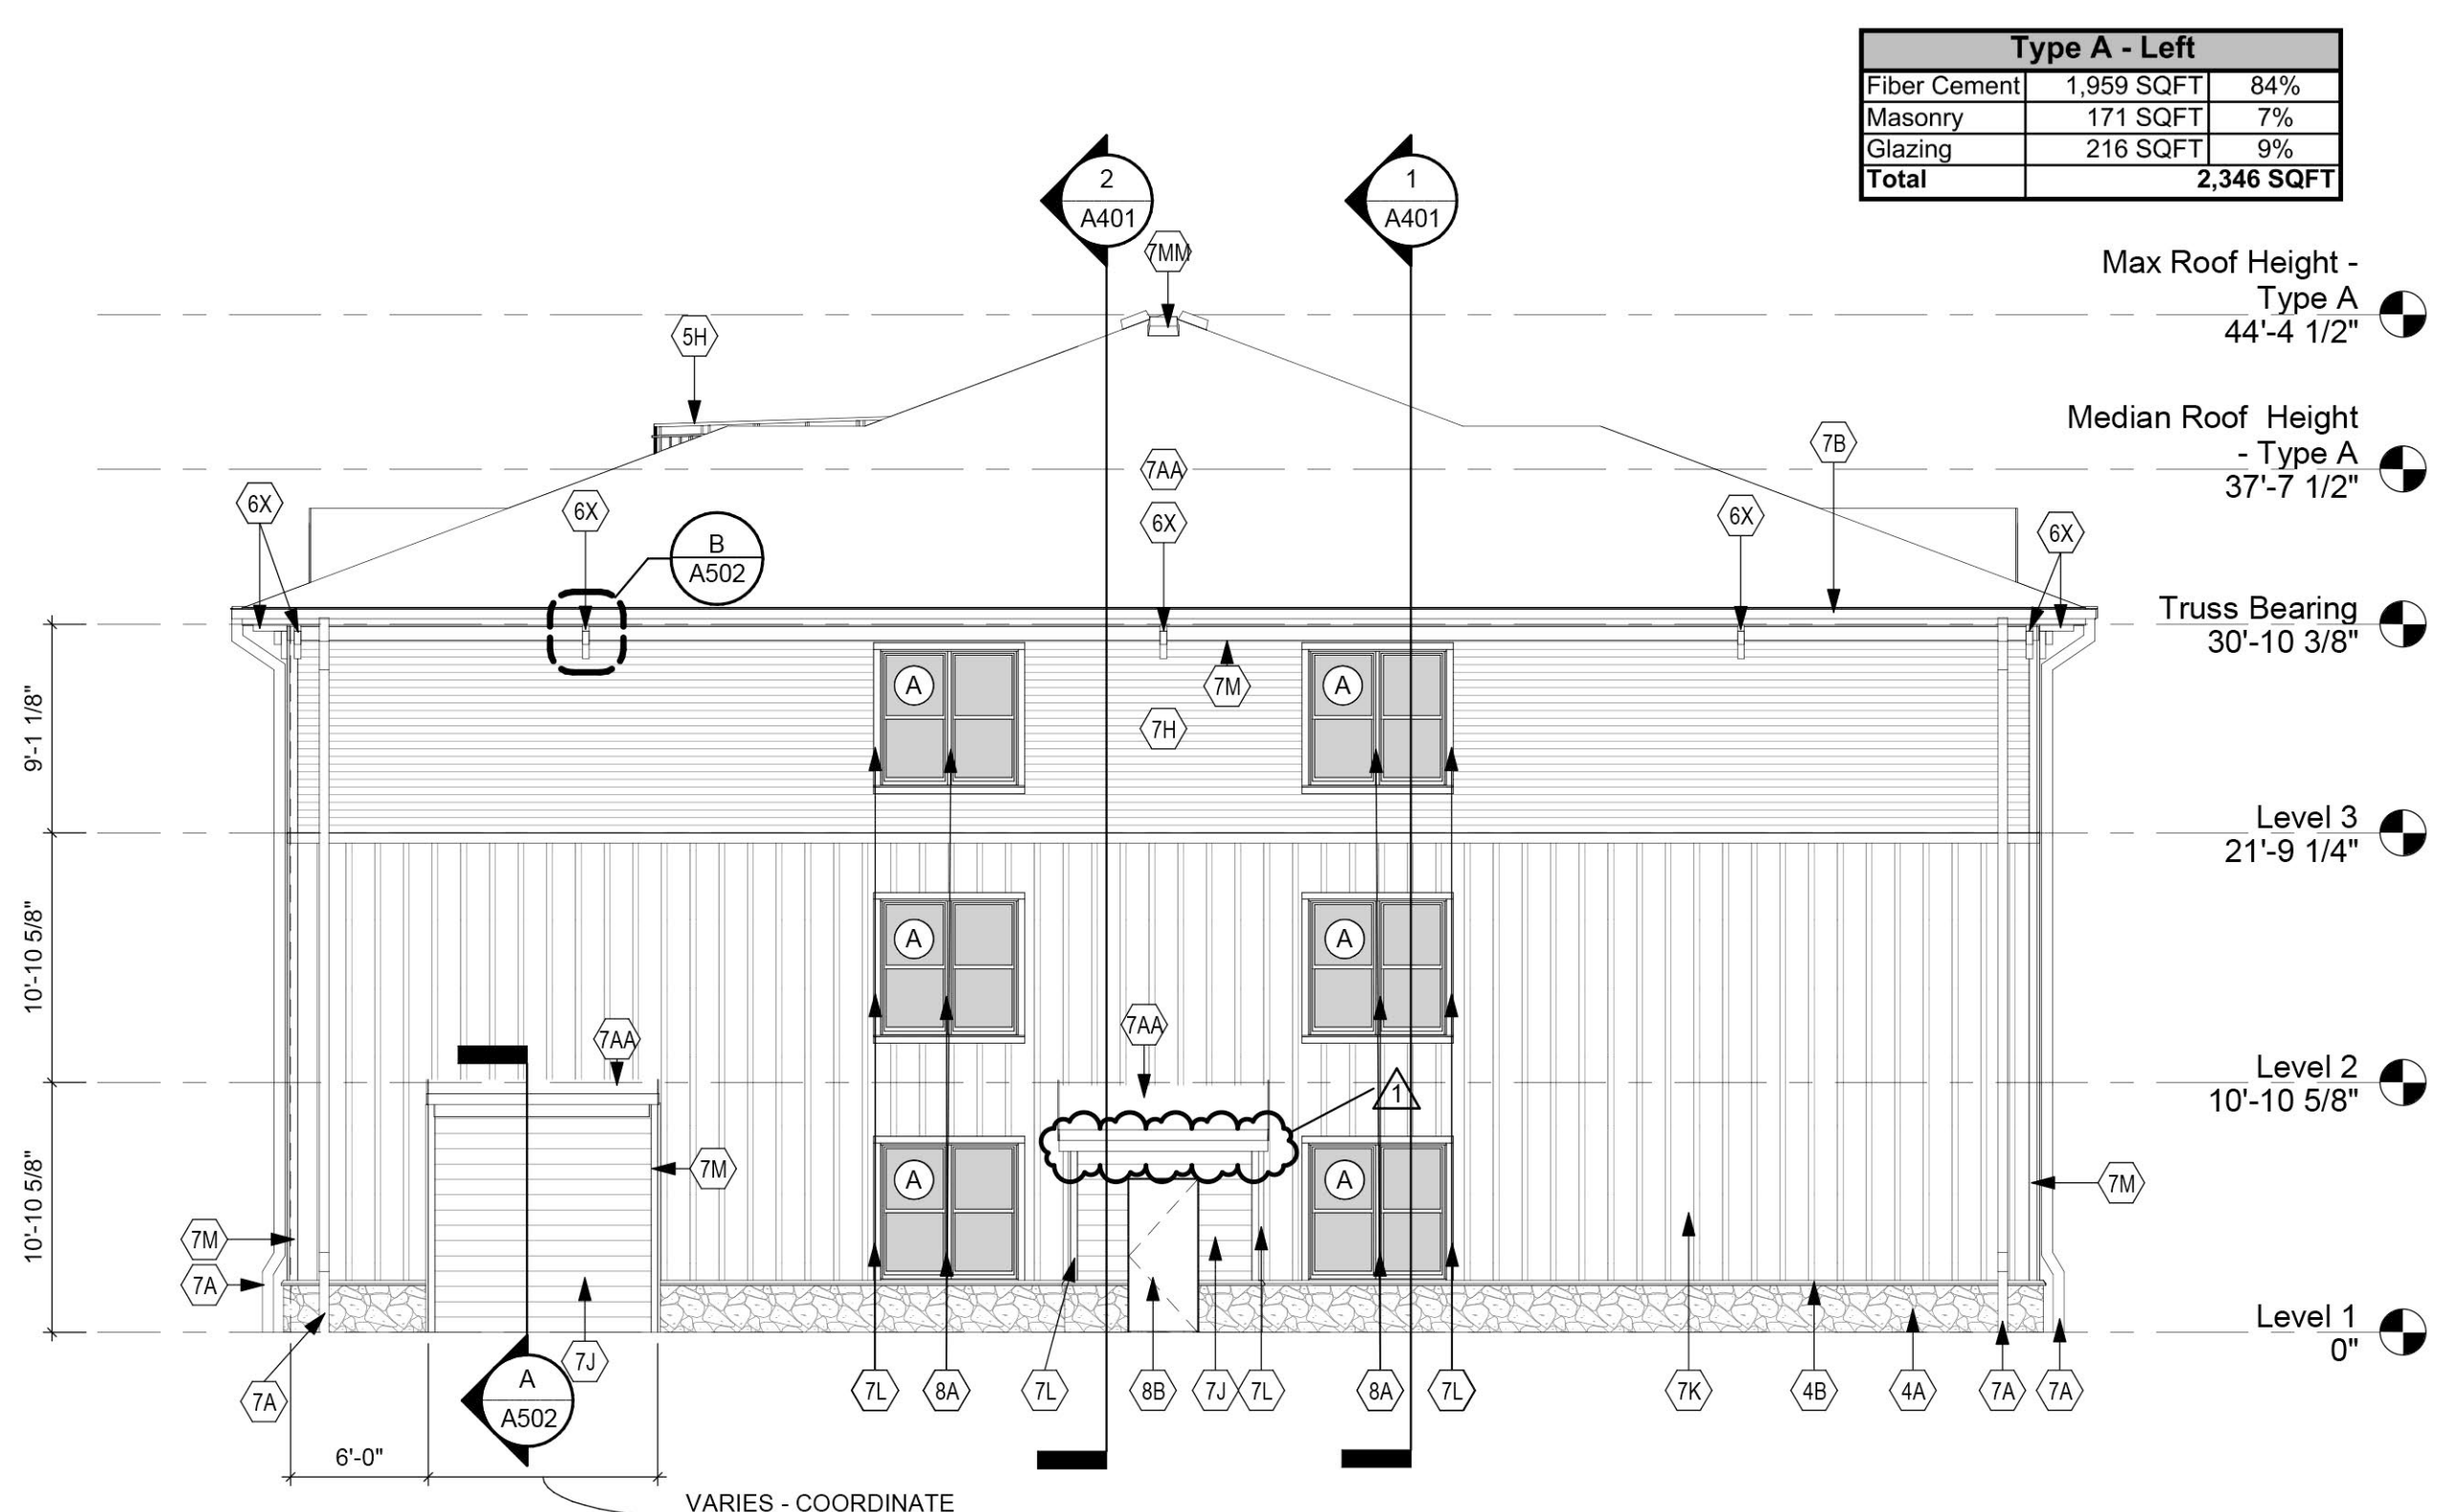 Type A - Left
Fiber Cement 1,959 SQFT 84%
Masonry 171 SQFT 7%
Glazing 216 SQFT 9%
Total 2,346 SQFT
2
A401
1
A401
7MM
Max Roof Height -
Type A
44'-4 1/2"
5H
Median Roof Height
- Type A
37'-7 1/2"
7B
7AA
6X
6X
6X
6X
6X
B
A502
Truss Bearing
30'-10 3/8"
A
A
7M
7H
9'-1 1/8"
Level 3
21'-9 1/4"
A
A
10'-10 5/8"
7AA
7AA
Level 2
10'-10 5/8"
1
7M
A
A
7M
10'-10 5/8"
7M
7A
Level 1
0"
7J
7A
A
A502
7L
8A
7L
8B
7J
7L
8A
7L
7K
4B
4A
7A
7A
6'-0"
VARIES - COORDINATE